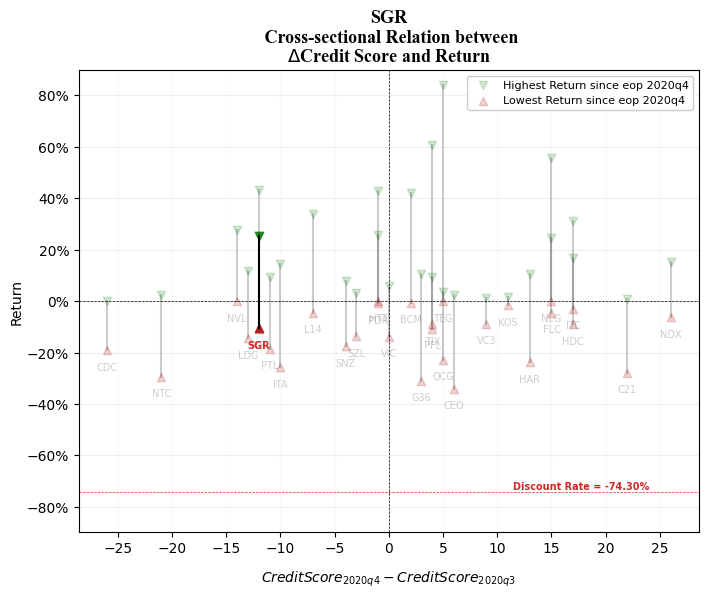 SGR
Cross-sectional Relation between
ΔCredit Score and Return
Highest Return since eop 2020q4
Lowest Return since eop 2020q4
80%
60%
40%
20%
0%
−20%
−40%
−60%
−80%
Return
NVL
BCM
TEG
NLG
KOS
FLC
VC3
HDC
NDX
SGR
LDG
L14
SZL
VIC
PTL
SNZ
CDC
ITA
QCG
HAR
NTC
G36
CEO
C21
Discount Rate = -74.30%
−25
−20
−15
−10
−5
0
5
10
15
20
25
CreditScore2020q4 − CreditScore2020q3